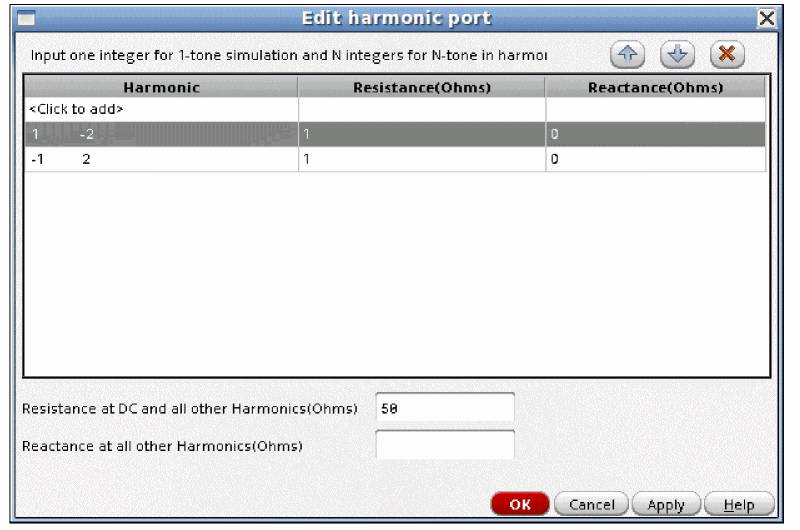 Edit harmonic port
Input one integer for 1-tone simulation and N integers for N-tone in harmoi
Harmonic Resistance(Ohms) Reactance(Ohms)
<Click to add>
1 -2 1 0
-1 2 1 0
Resistance at DC and all other Harmonics(Ohms) 50
Reactance at all other Harmonics(Ohms)
OK Cancel Apply Help